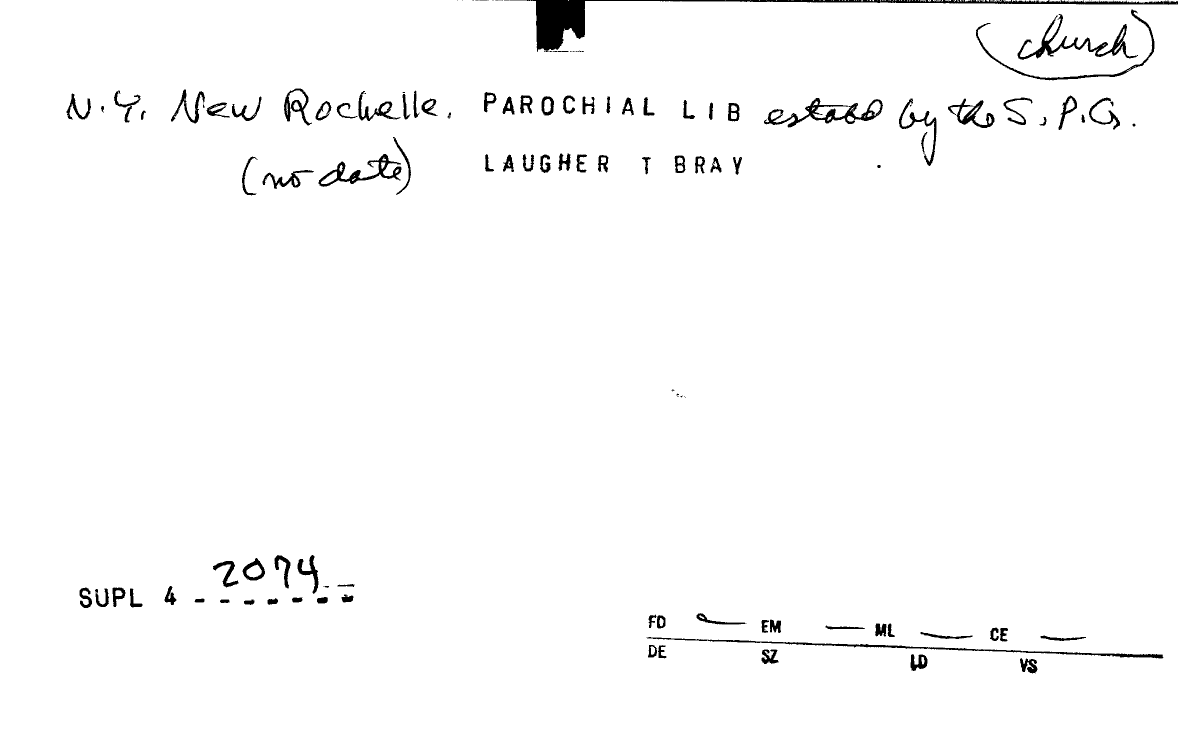 (church)
N.Y. New Rochelle. PAROCHIAL LIB estabd by the S.P.G.
(no date) LAUGHER T BRAY
SUPL 4 2074
FD EM ML CE
DE SZ LD VS